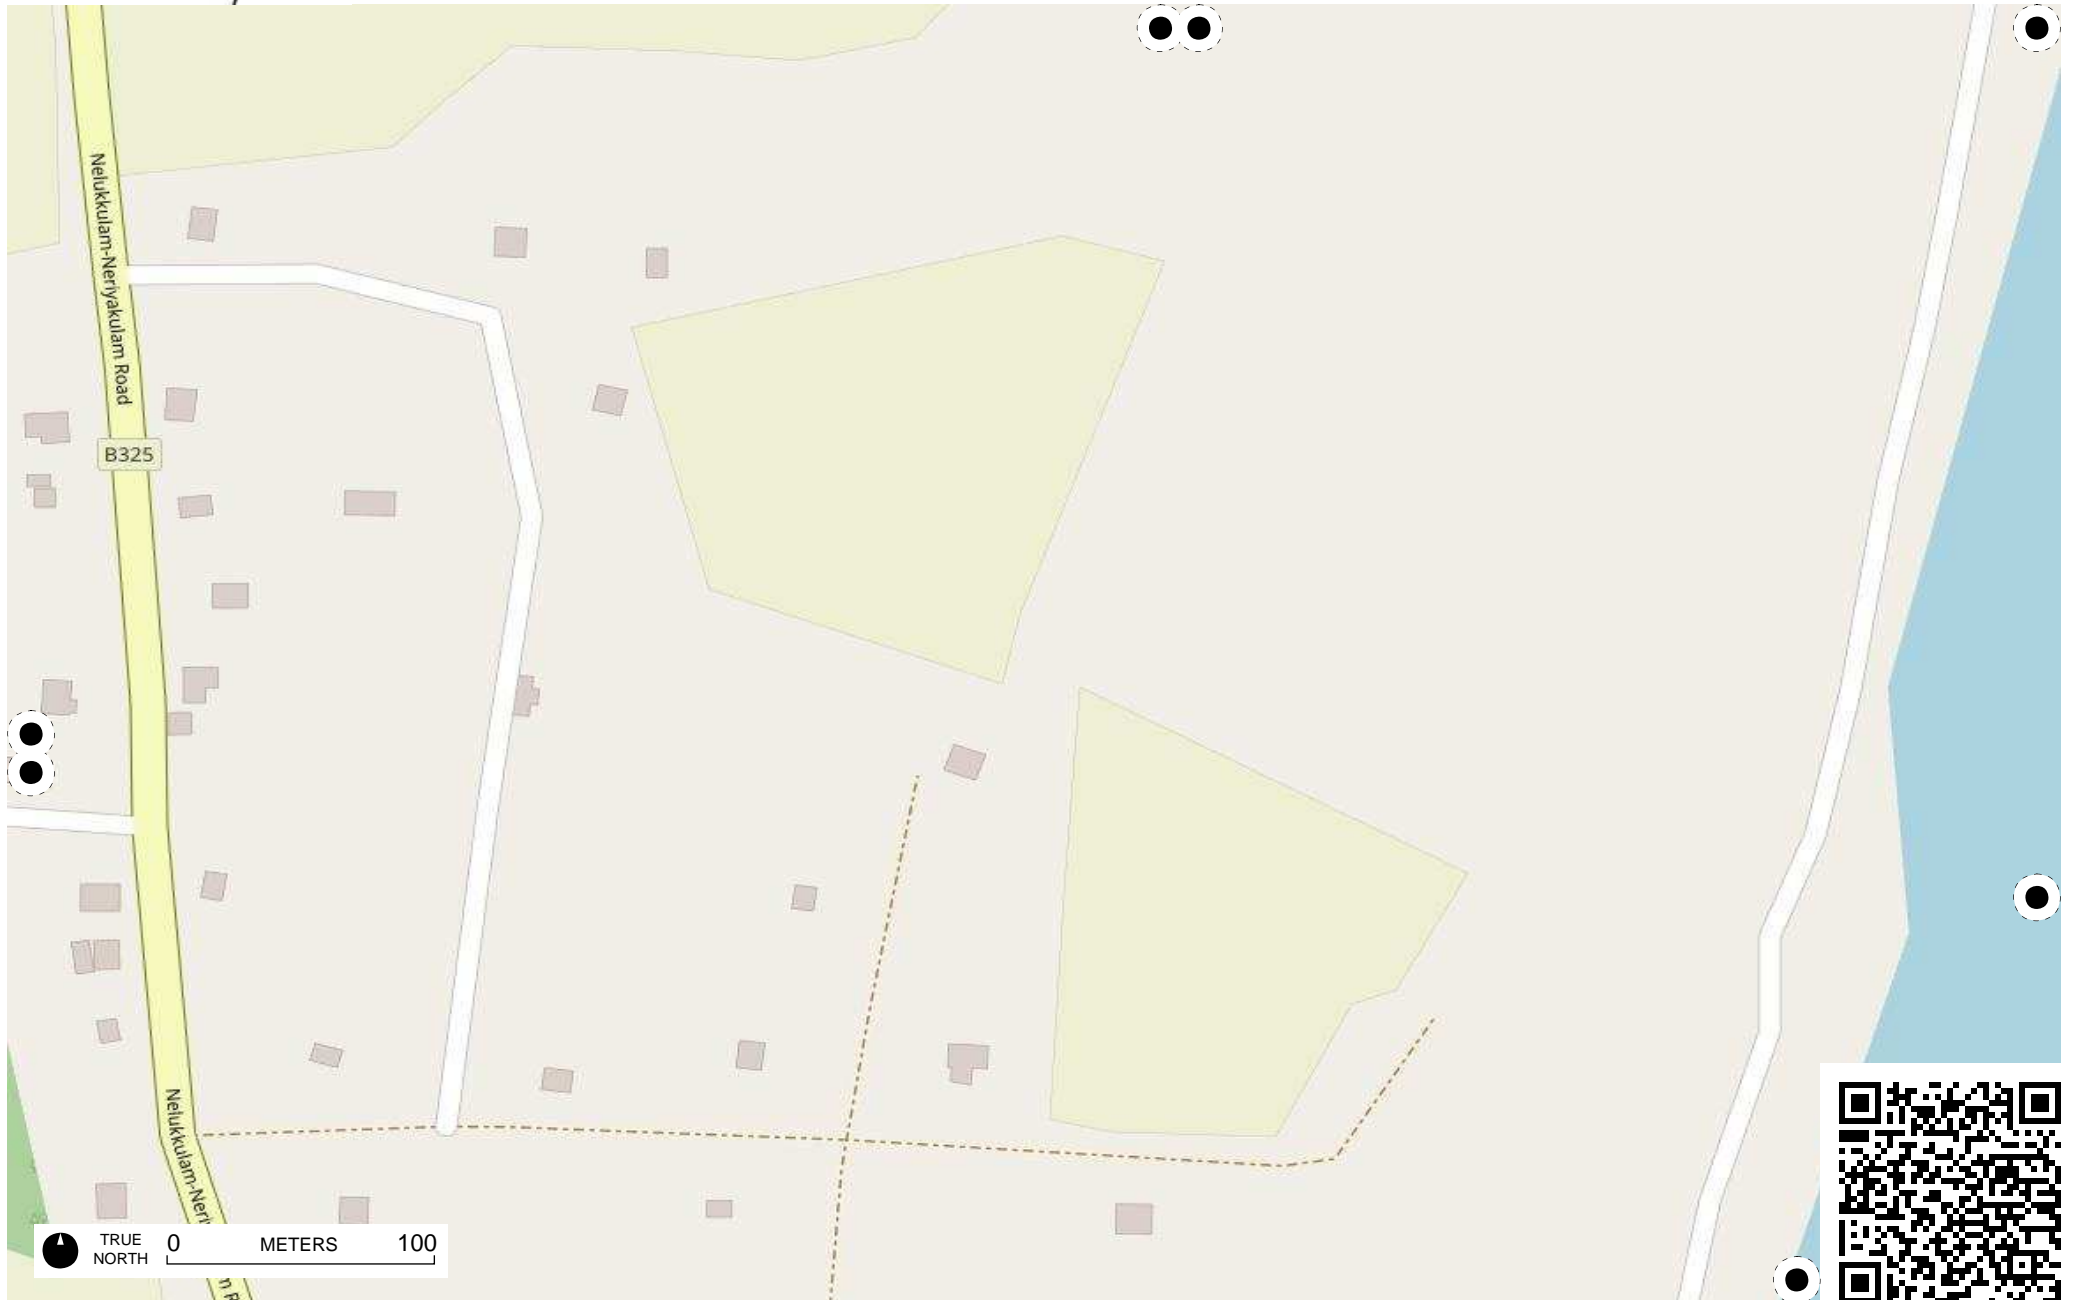 Nelukkulam-Neriyakulam Road
B325
Nelukkulam-Neri
TRUE
NORTH
0 METERS 100